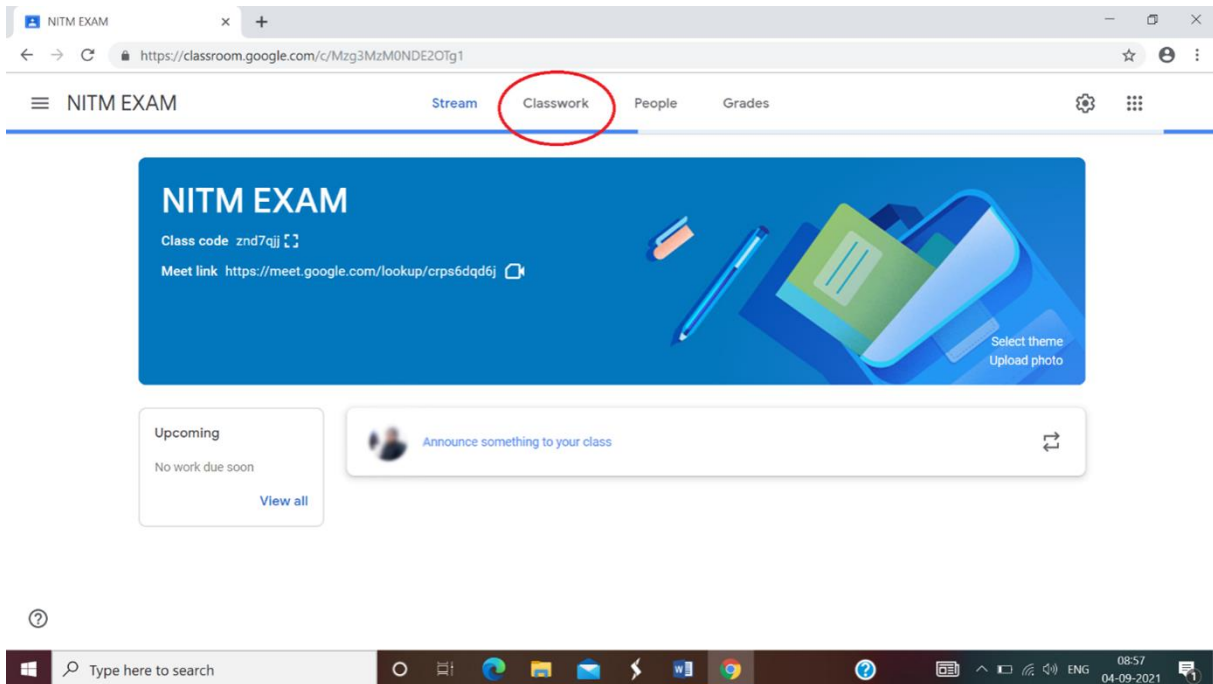 NITM EXAM
https://classroom.google.com/c/Mzg3MzM0NDE2OTg1
NITM EXAM Stream Classwork People Grades
NITM EXAM
Class code znd7qjj
Meet link https://meet.google.com/lookup/crps6dqd6j
Select theme
Upload photo
Upcoming
No work due soon
View all
Announce something to your class
Type here to search
ENG
08:57
04-09-2021
1